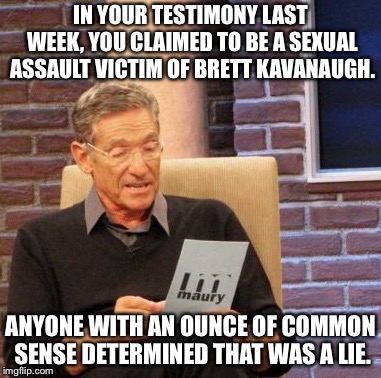 IN YOUR TESTIMONY LAST
WEEK, YOU CLAIMED TO BE A SEXUAL
ASSAULT VICTIM OF BRETT KAVANAUGH.
maury
ANYONE WITH AN OUNCE OF COMMON
SENSE DETERMINED THAT WAS A LIE.
imgflip.com